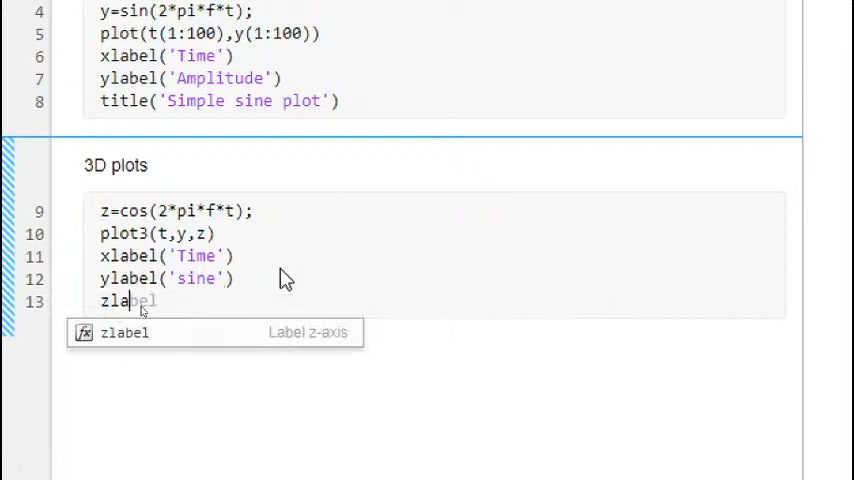 4 y=sin(2*pi*f*t);
5 plot(t(1:100),y(1:100))
6 xlabel('Time')
7 ylabel('Amplitude')
8 title('Simple sine plot')
3D plots
9 z=cos(2*pi*f*t);
10 plot3(t,y,z)
11 xlabel('Time')
12 ylabel('sine')
13 zlabel
fx zlabel Label z-axis